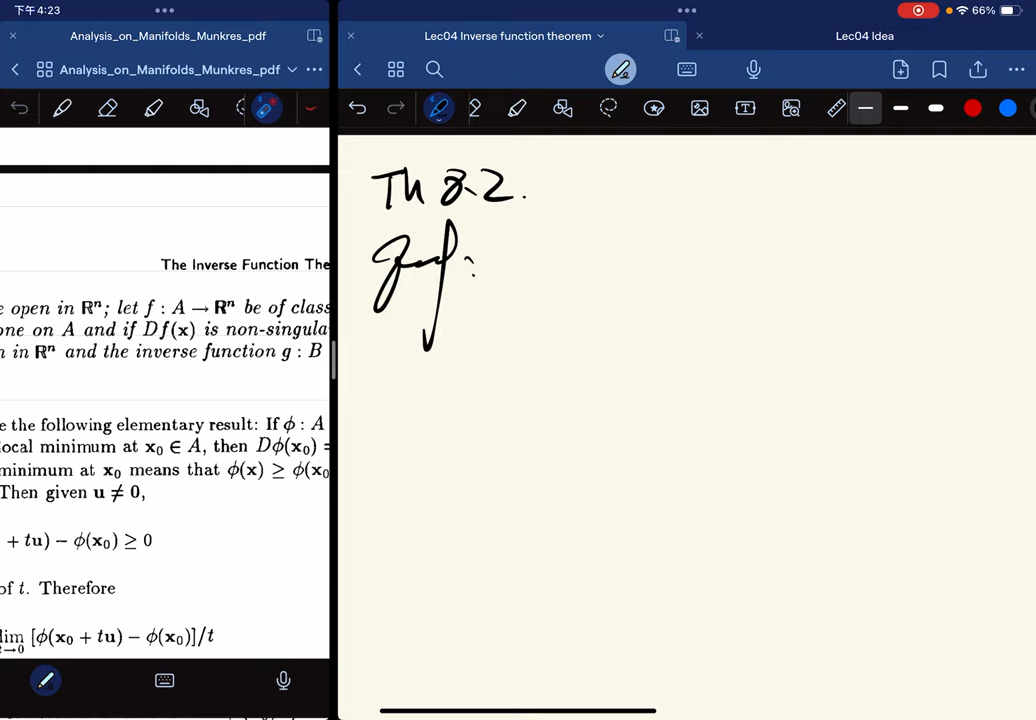 下午4:23
66%
Analysis_on_Manifolds_Munkres_pdf
Lec04 Inverse function theorem
Lec04 Idea
Analysis_on_Manifolds_Munkres_pdf
The Inverse Function The
e open in Rⁿ; let f : A → Rⁿ be of class
one on A and if Df(x) is non-singula
n in Rⁿ and the inverse function g : B
e the following elementary result: If ϕ : A
ocal minimum at x₀ ∈ A, then Dϕ(x₀) =
minimum at x₀ means that ϕ(x) ≥ ϕ(x₀
Then given u ≠ 0,
+ tu) − ϕ(x₀) ≥ 0
of t. Therefore
lim [ϕ(x₀ + tu) − ϕ(x₀)]/t
t→0
Th 8.2.